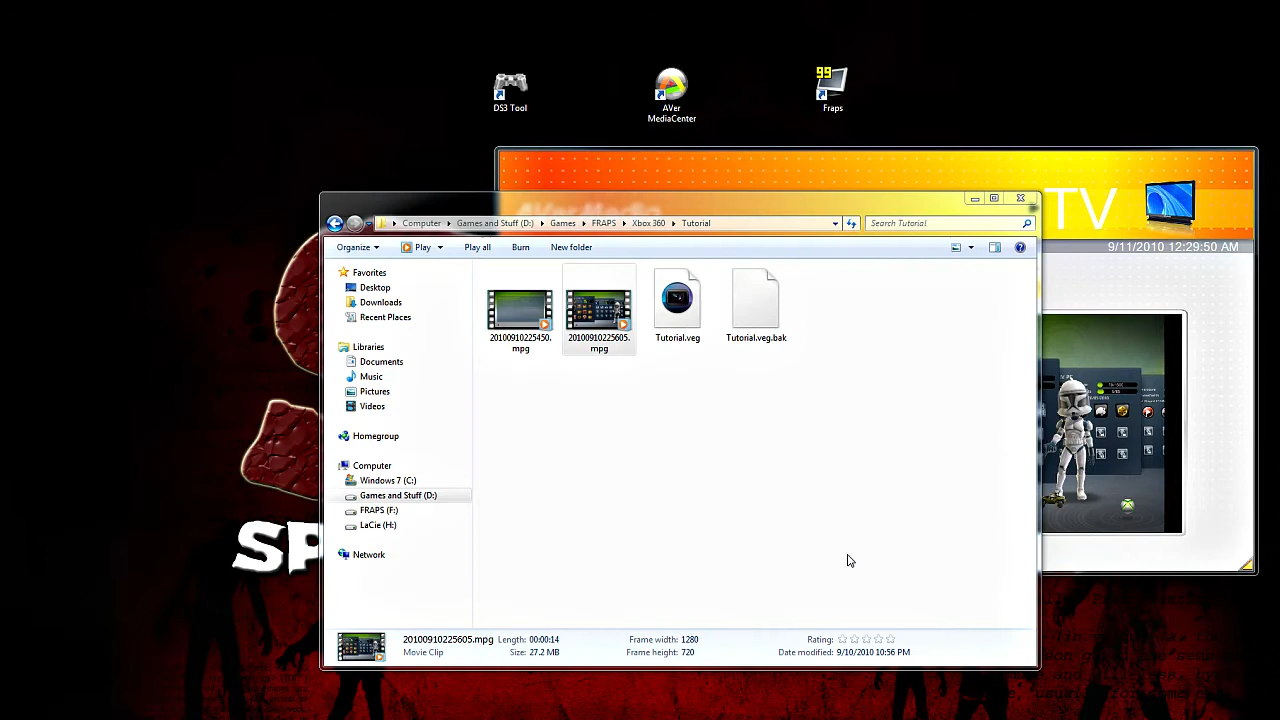 DS3 Tool
AVer
MediaCenter
99
Fraps
TV
9/11/2010 12:29:50 AM
Computer
Games and Stuff (D:)
Games
FRAPS
Xbox 360
Tutorial
Search Tutorial
Organize
Play
Play all
Burn
New folder
Favorites
Desktop
Downloads
Recent Places
Libraries
Documents
Music
Pictures
Videos
Homegroup
Computer
Windows 7 (C:)
Games and Stuff (D:)
FRAPS (F:)
LaCie (H:)
Network
20100910225450.
mpg
20100910225605.
mpg
Tutorial.veg
Tutorial.veg.bak
SP
20100910225605.mpg
Movie Clip
Length: 00:00:14
Size: 27.2 MB
Frame width: 1280
Frame height: 720
Rating:
Date modified: 9/10/2010 10:56 PM